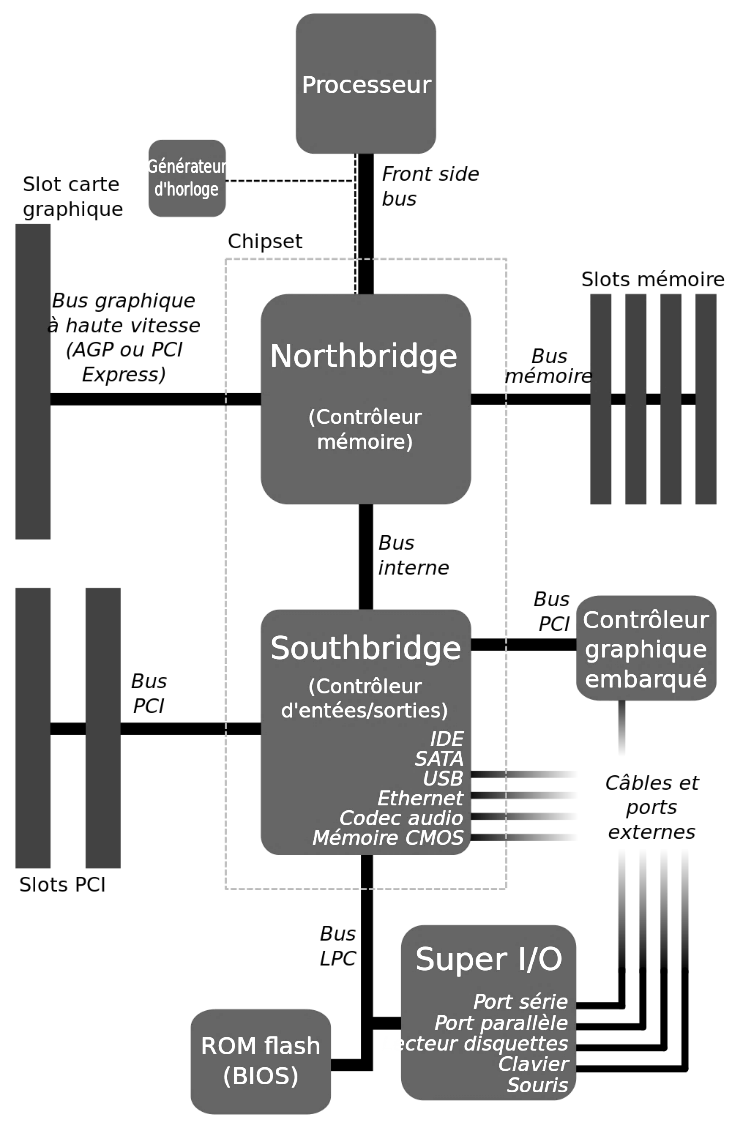 Processeur
Générateur
d'horloge
Front side
bus
Slot carte
graphique
Chipset
Bus graphique
à haute vitesse
(AGP ou PCI
Express)
Northbridge
(Contrôleur
mémoire)
Bus
mémoire
Slots mémoire
Bus
interne
Bus
PCI
Contrôleur
graphique
embarqué
Southbridge
(Contrôleur
d'entées/sorties)
IDE
SATA
USB
Ethernet
Codec audio
Mémoire CMOS
Bus
PCI
Slots PCI
Câbles et
ports
externes
Bus
LPC
Super I/O
Port série
Port parallèle
ecteur disquettes
Clavier
Souris
ROM flash
(BIOS)